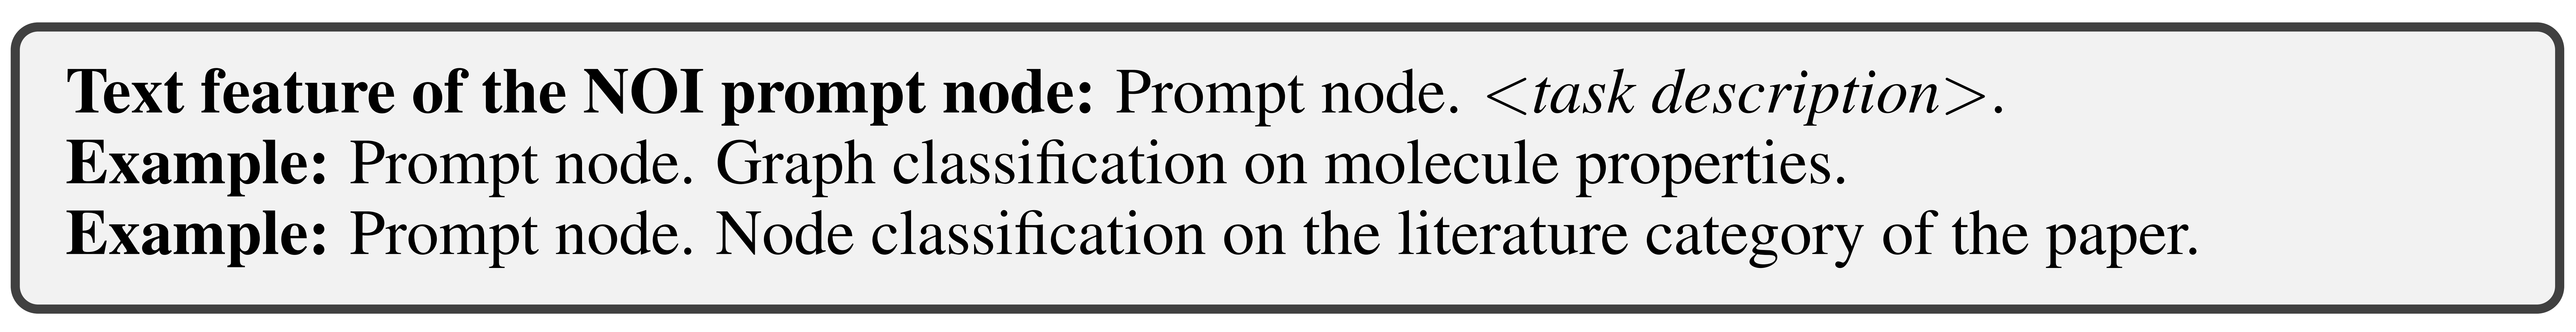 Text feature of the NOI prompt node: Prompt node. <task description>.
Example: Prompt node. Graph classification on molecule properties.
Example: Prompt node. Node classification on the literature category of the paper.